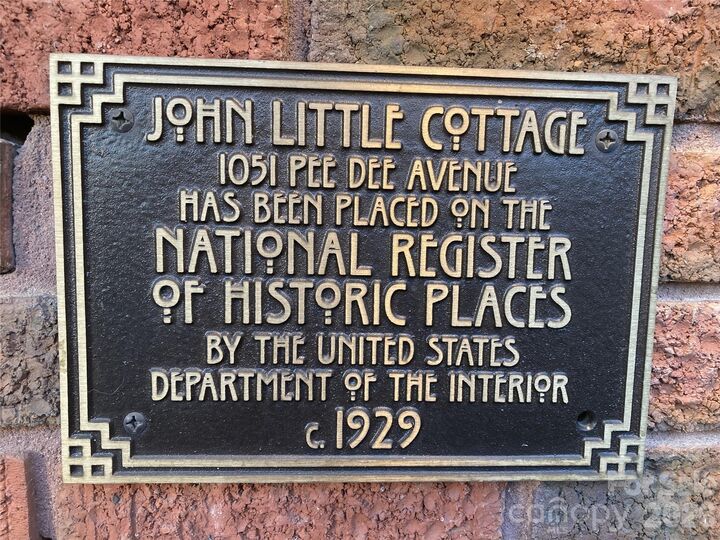 JOHN LITTLE COTTAGE
1051 PEE DEE AVENUE
HAS BEEN PLACED ON THE
NATIONAL REGISTER
OF HISTORIC PLACES
BY THE UNITED STATES
DEPARTMENT OF THE INTERIOR
c. 1929
canopy